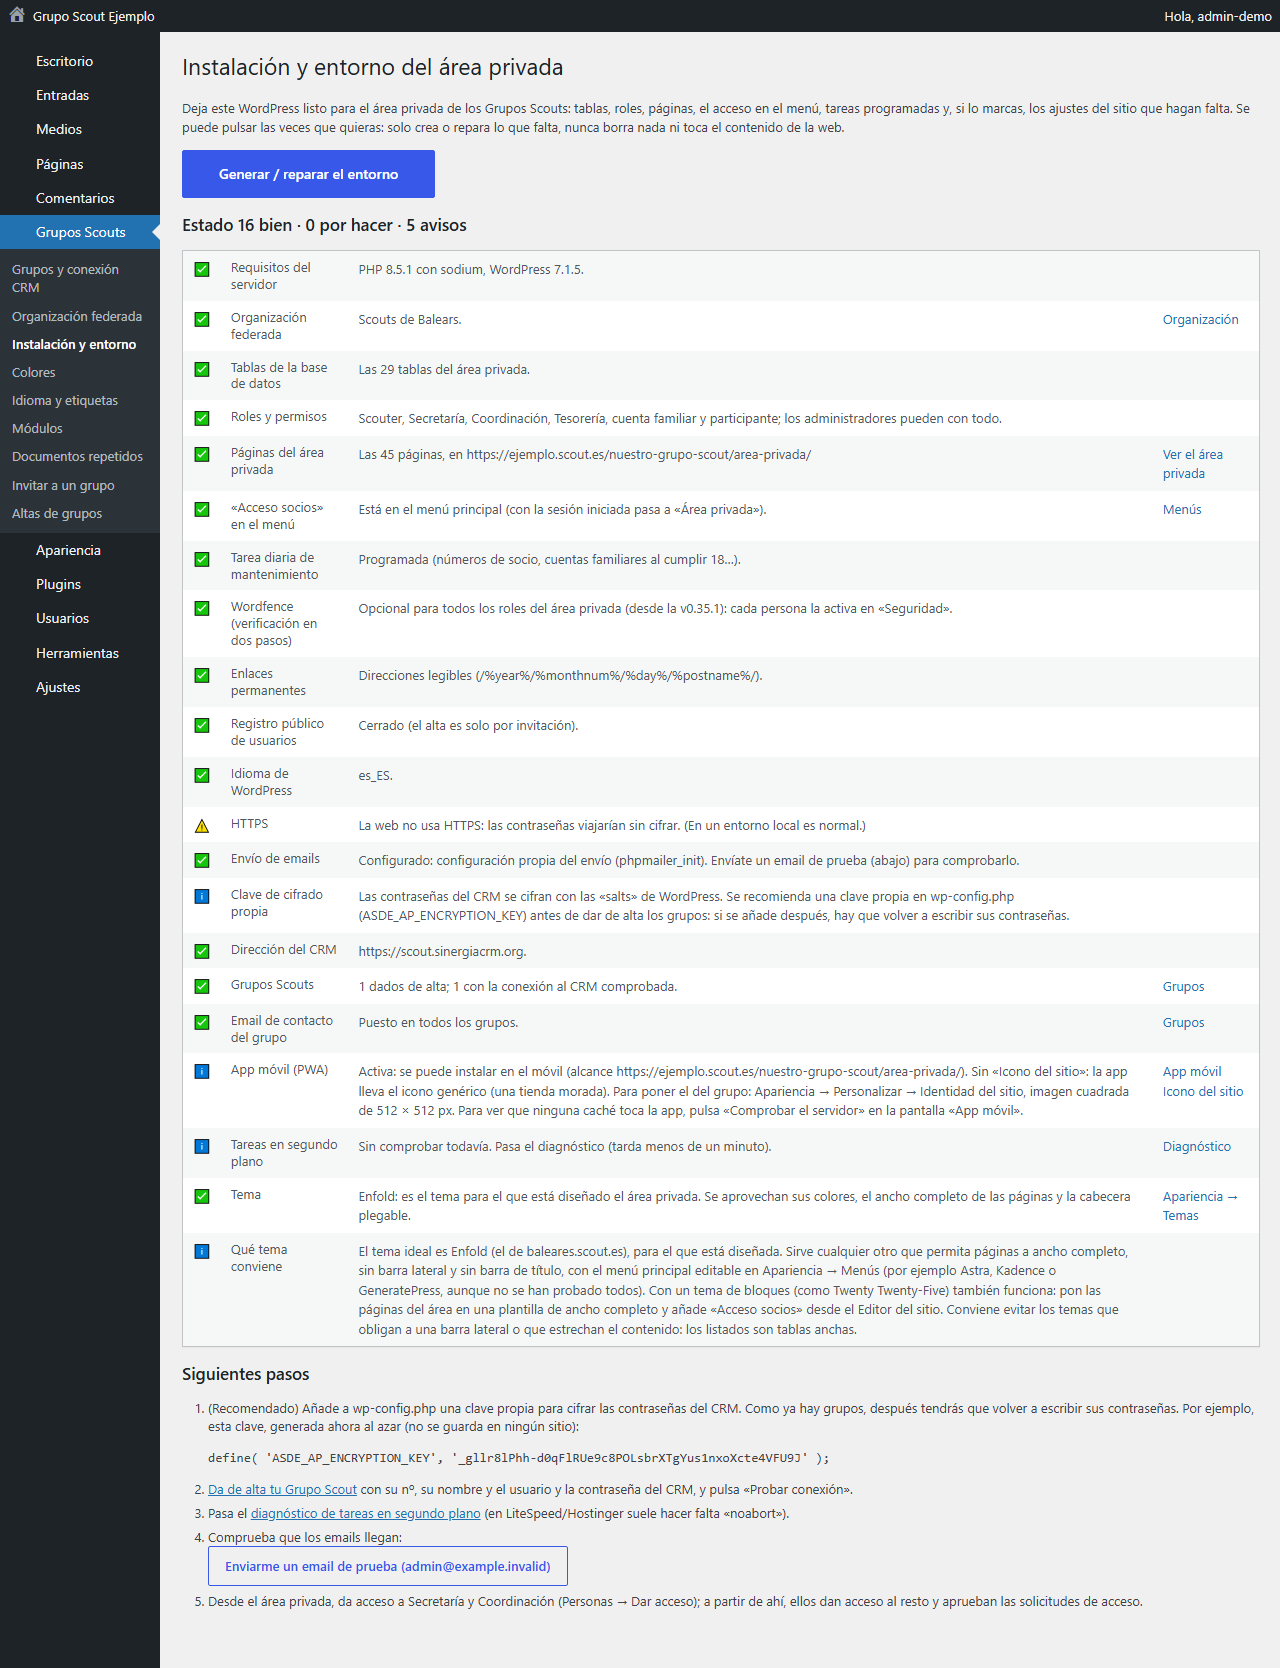 Grupo Scout Ejemplo
Hola, admin-demo
Escritorio
Entradas
Medios
Páginas
Comentarios
Grupos Scouts
Grupos y conexión
CRM
Organización federada
Instalación y entorno
Colores
Idioma y etiquetas
Módulos
Documentos repetidos
Invitar a un grupo
Altas de grupos
Apariencia
Plugins
Usuarios
Herramientas
Ajustes
Instalación y entorno del área privada
Deja este WordPress listo para el área privada de los Grupos Scouts: tablas, roles, páginas, el acceso en el menú, tareas programadas y, si lo marcas, los ajustes del sitio que hagan falta. Se
puede pulsar las veces que quieras: solo crea o repara lo que falta, nunca borra nada ni toca el contenido de la web.
Generar / reparar el entorno
Estado 16 bien · 0 por hacer · 5 avisos
Requisitos del
servidor
PHP 8.5.1 con sodium, WordPress 7.1.5.
Organización
federada
Scouts de Balears.
Organización
Tablas de la base
de datos
Las 29 tablas del área privada.
Roles y permisos
Scouter, Secretaría, Coordinación, Tesorería, cuenta familiar y participante; los administradores pueden con todo.
Páginas del área
privada
Las 45 páginas, en https://ejemplo.scout.es/nuestro-grupo-scout/area-privada/
Ver el área
privada
«Acceso socios»
en el menú
Está en el menú principal (con la sesión iniciada pasa a «Área privada»).
Menús
Tarea diaria de
mantenimiento
Programada (números de socio, cuentas familiares al cumplir 18...).
Wordfence
(verificación en
dos pasos)
Opcional para todos los roles del área privada (desde la v0.35.1): cada persona la activa en «Seguridad».
Enlaces
permanentes
Direcciones legibles (/%year%/%monthnum%/%day%/%postname%/).
Registro público
de usuarios
Cerrado (el alta es solo por invitación).
Idioma de
WordPress
es_ES.
HTTPS
La web no usa HTTPS: las contraseñas viajarían sin cifrar. (En un entorno local es normal.)
Envío de emails
Configurado: configuración propia del envío (phpmailer_init). Envíate un email de prueba (abajo) para comprobarlo.
Clave de cifrado
propia
Las contraseñas del CRM se cifran con las «salts» de WordPress. Se recomienda una clave propia en wp-config.php
(ASDE_AP_ENCRYPTION_KEY) antes de dar de alta los grupos: si se añade después, hay que volver a escribir sus contraseñas.
Dirección del CRM
https://scout.sinergiacrm.org.
Grupos Scouts
1 dados de alta; 1 con la conexión al CRM comprobada.
Grupos
Email de contacto
del grupo
Puesto en todos los grupos.
Grupos
App móvil (PWA)
Activa: se puede instalar en el móvil (alcance https://ejemplo.scout.es/nuestro-grupo-scout/area-privada/). Sin «Icono del sitio»: la app
lleva el icono genérico (una tienda morada). Para poner el del grupo: Apariencia → Personalizar → Identidad del sitio, imagen cuadrada
de 512 × 512 px. Para ver que ninguna caché toca la app, pulsa «Comprobar el servidor» en la pantalla «App móvil».
App móvil
Icono del sitio
Tareas en segundo
plano
Sin comprobar todavía. Pasa el diagnóstico (tarda menos de un minuto).
Diagnóstico
Tema
Enfold: es el tema para el que está diseñado el área privada. Se aprovechan sus colores, el ancho completo de las páginas y la cabecera
plegable.
Apariencia →
Temas
Qué tema
conviene
El tema ideal es Enfold (el de baleares.scout.es), para el que está diseñada. Sirve cualquier otro que permita páginas a ancho completo,
sin barra lateral y sin barra de título, con el menú principal editable en Apariencia → Menús (por ejemplo Astra, Kadence o
GeneratePress, aunque no se han probado todos). Con un tema de bloques (como Twenty Twenty-Five) también funciona: pon las
páginas del área en una plantilla de ancho completo y añade «Acceso socios» desde el Editor del sitio. Conviene evitar los temas que
obligan a una barra lateral o que estrechan el contenido: los listados son tablas anchas.
Siguientes pasos
1. (Recomendado) Añade a wp-config.php una clave propia para cifrar las contraseñas del CRM. Como ya hay grupos, después tendrás que volver a escribir sus contraseñas. Por ejemplo,
esta clave, generada ahora al azar (no se guarda en ningún sitio):
define( 'ASDE_AP_ENCRYPTION_KEY', '_gllr8lPhh-d0qFlRUe9c8POLsbrXTgYus1nxoXcte4VFU9J' );
2. Da de alta tu Grupo Scout con su nº, su nombre y el usuario y la contraseña del CRM, y pulsa «Probar conexión».
3. Pasa el diagnóstico de tareas en segundo plano (en LiteSpeed/Hostinger suele hacer falta «noabort»).
4. Comprueba que los emails llegan:
Enviarme un email de prueba (admin@example.invalid)
5. Desde el área privada, da acceso a Secretaría y Coordinación (Personas → Dar acceso); a partir de ahí, ellos dan acceso al resto y aprueban las solicitudes de acceso.